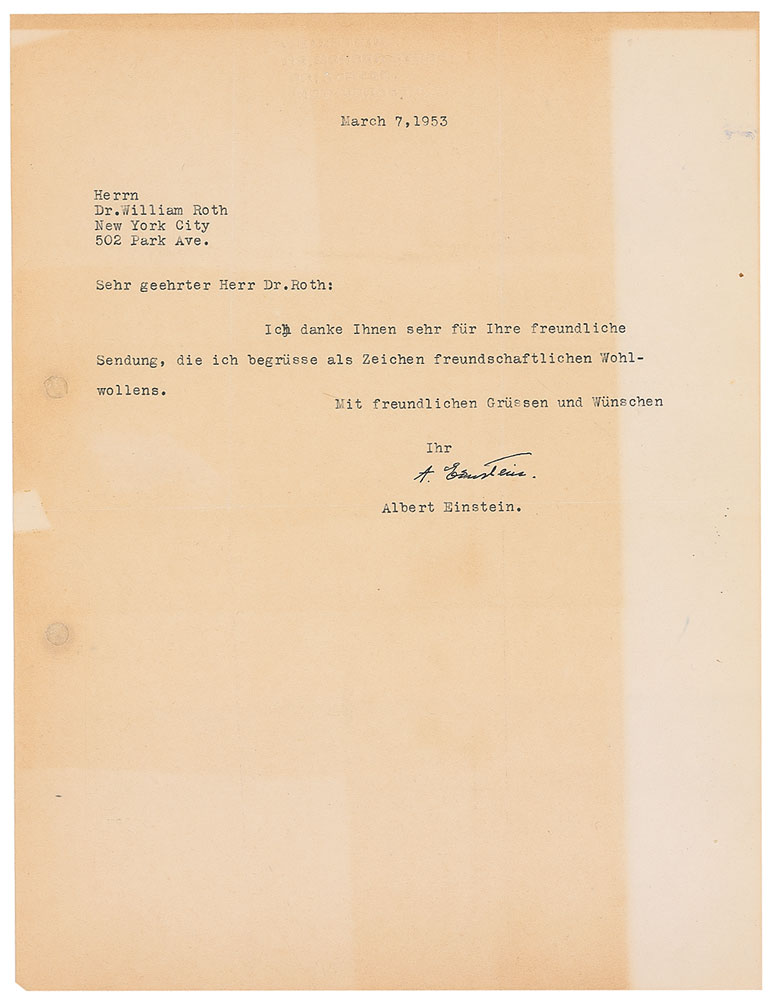 March 7,1953
Herrn
Dr.William Roth
New York City
502 Park Ave.
Sehr geehrter Herr Dr.Roth:
Ich danke Ihnen sehr für Ihre freundliche
Sendung, die ich begrüsse als Zeichen freundschaftlichen Wohl-
wollens.
Mit freundlichen Grüssen und Wünschen
Ihr
A. Einstein.
Albert Einstein.